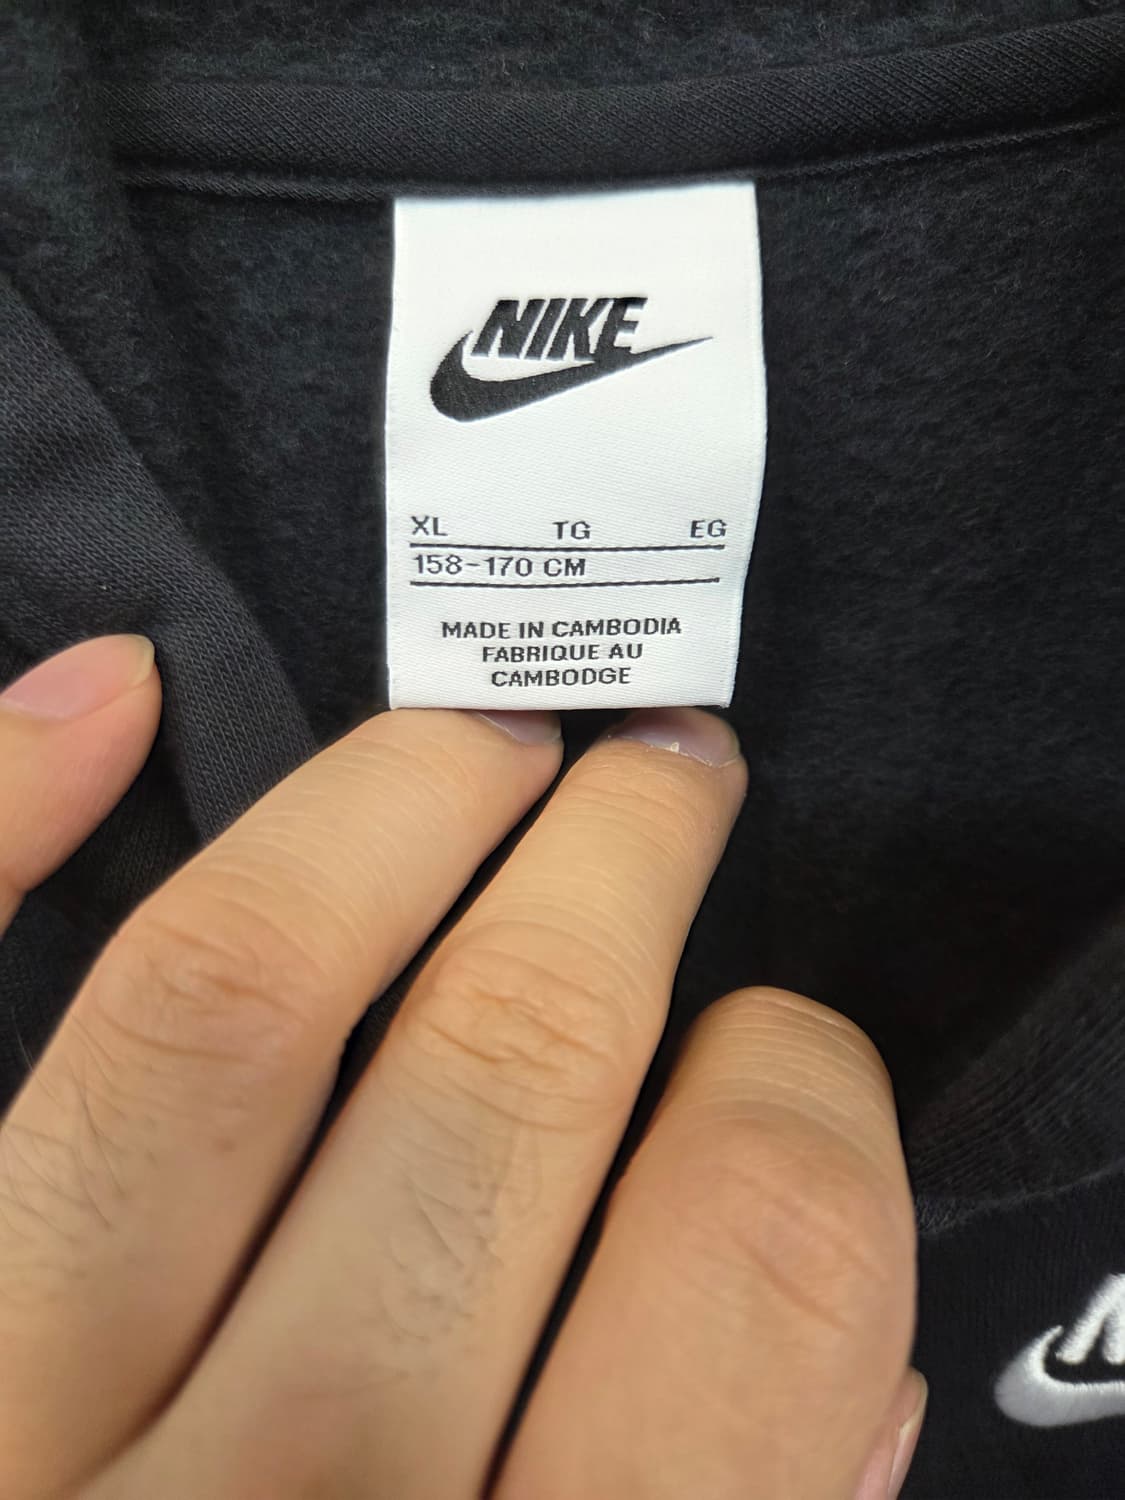 NIKE
XL TG EG
158-170 CM
MADE IN CAMBODIA
FABRIQUE AU
CAMBODGE